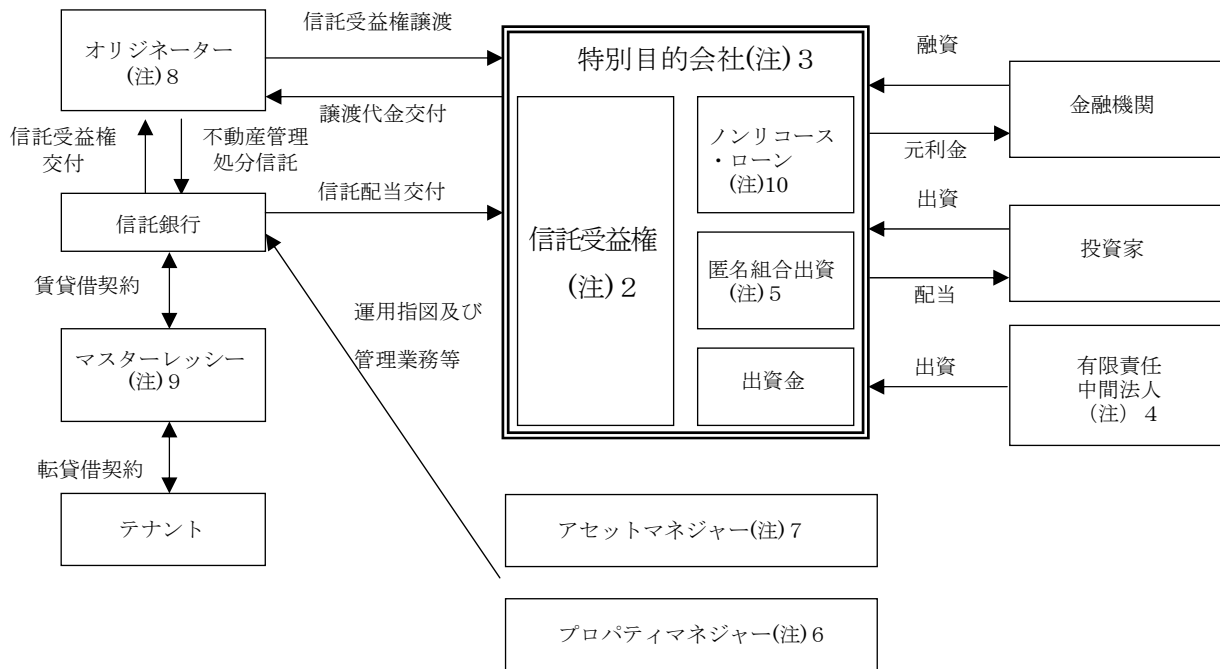 信託受益権譲渡
オリジネーター
(注)８
譲渡代金交付
信託受益権
交付
不動産管理
処分信託
信託配当交付
信託銀行
賃貸借契約
運用指図及び
管理業務等
マスターレッシー
(注)９
転貸借契約
テナント
特別目的会社(注)３
信託受益権
(注)２
ノンリコース
・ローン
(注)10
匿名組合出資
(注)５
出資金
融資
金融機関
元利金
出資
投資家
配当
出資
有限責任
中間法人
（注） ４
アセットマネジャー(注)７
プロパティマネジャー(注)６